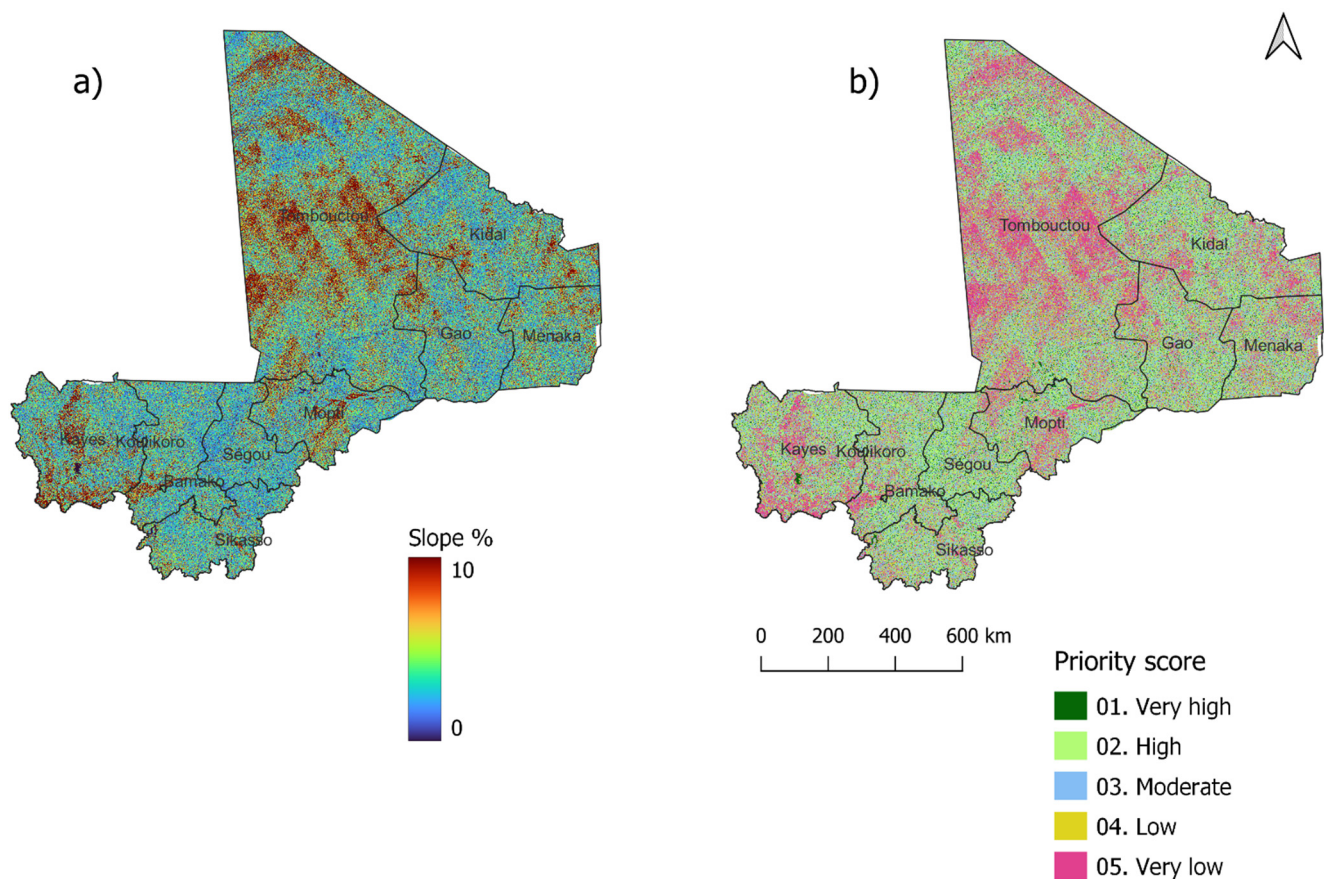 a)
b)
Tombouctou
Kidal
Gao
Menaka
Mopti
Kayes
Koulikoro
Ségou
Bamako
Sikasso
Slope %
10
0
Tombouctou
Kidal
Gao
Menaka
Mopti
Kayes
Koulikoro
Ségou
Bamako
Sikasso
0 200 400 600 km
Priority score
01. Very high
02. High
03. Moderate
04. Low
05. Very low